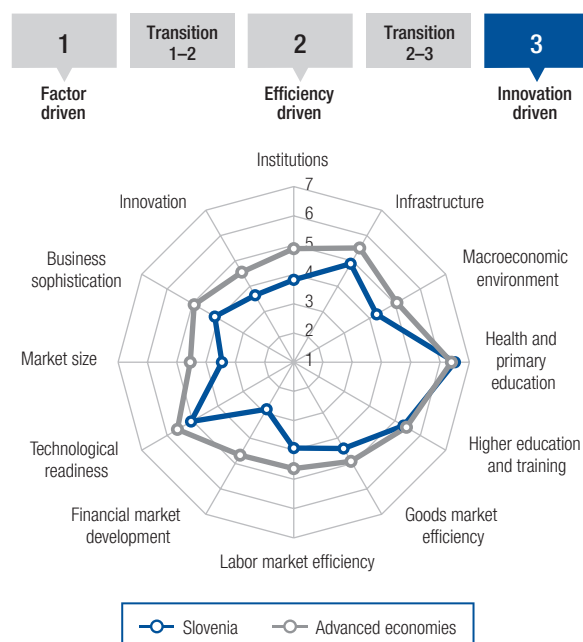 1
Transition
1–2
2
Transition
2–3
3
Factor
driven
Efficiency
driven
Innovation
driven
Institutions
Infrastructure
Macroeconomic
environment
Health and
primary
education
Higher education
and training
Goods market
efficiency
Labor market efficiency
Financial market
development
Technological
readiness
Market size
Business
sophistication
Innovation
7
6
5
4
3
2
1
Slovenia
Advanced economies